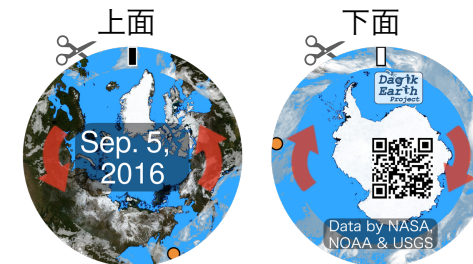 上面
下面
Sep. 5,
2016
Dagik
Earth
Project
Data by NASA,
NOAA & USGS